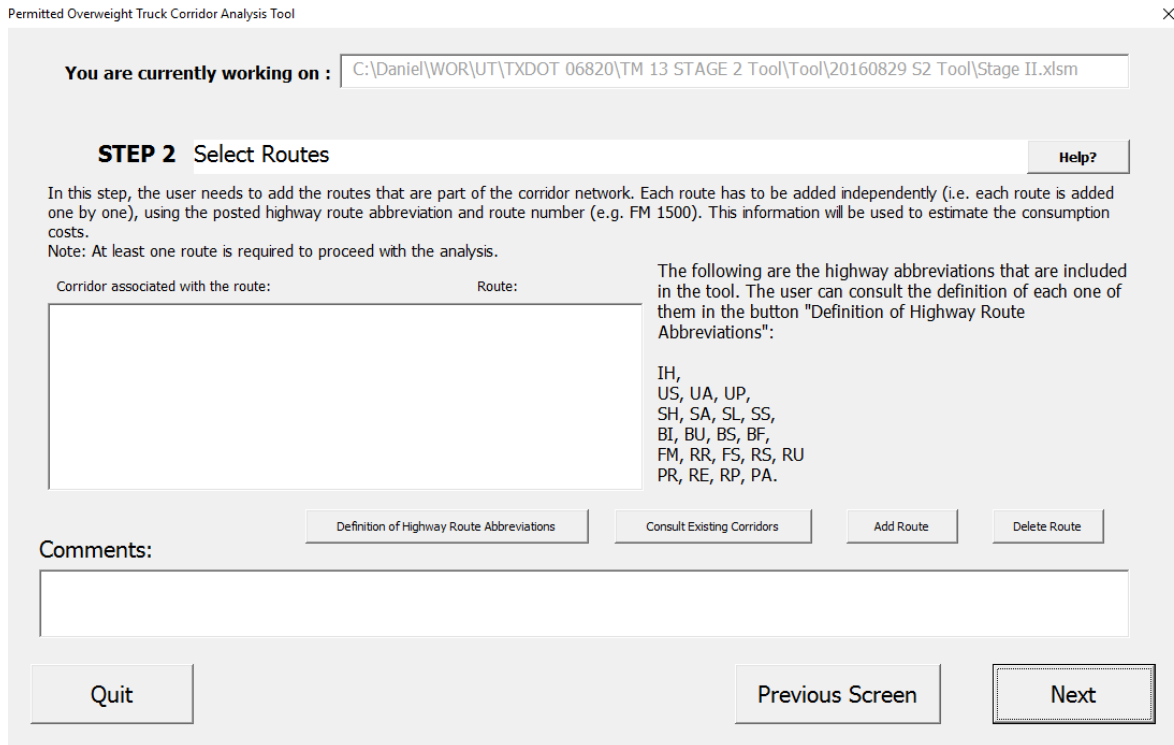 Permitted Overweight Truck Corridor Analysis Tool
You are currently working on : C:\Daniel\WOR\UT\TXDOT 06820\TM 13 STAGE 2 Tool\Tool\20160829 S2 Tool\Stage II.xlsm
STEP 2 Select Routes Help?
In this step, the user needs to add the routes that are part of the corridor network. Each route has to be added independently (i.e. each route is added
one by one), using the posted highway route abbreviation and route number (e.g. FM 1500). This information will be used to estimate the consumption
costs.
Note: At least one route is required to proceed with the analysis.
Corridor associated with the route: Route:
The following are the highway abbreviations that are included
in the tool. The user can consult the definition of each one of
them in the button "Definition of Highway Route
Abbreviations":
IH,
US, UA, UP,
SH, SA, SL, SS,
BI, BU, BS, BF,
FM, RR, FS, RS, RU
PR, RE, RP, PA.
Definition of Highway Route Abbreviations Consult Existing Corridors Add Route Delete Route
Comments:
Quit Previous Screen Next